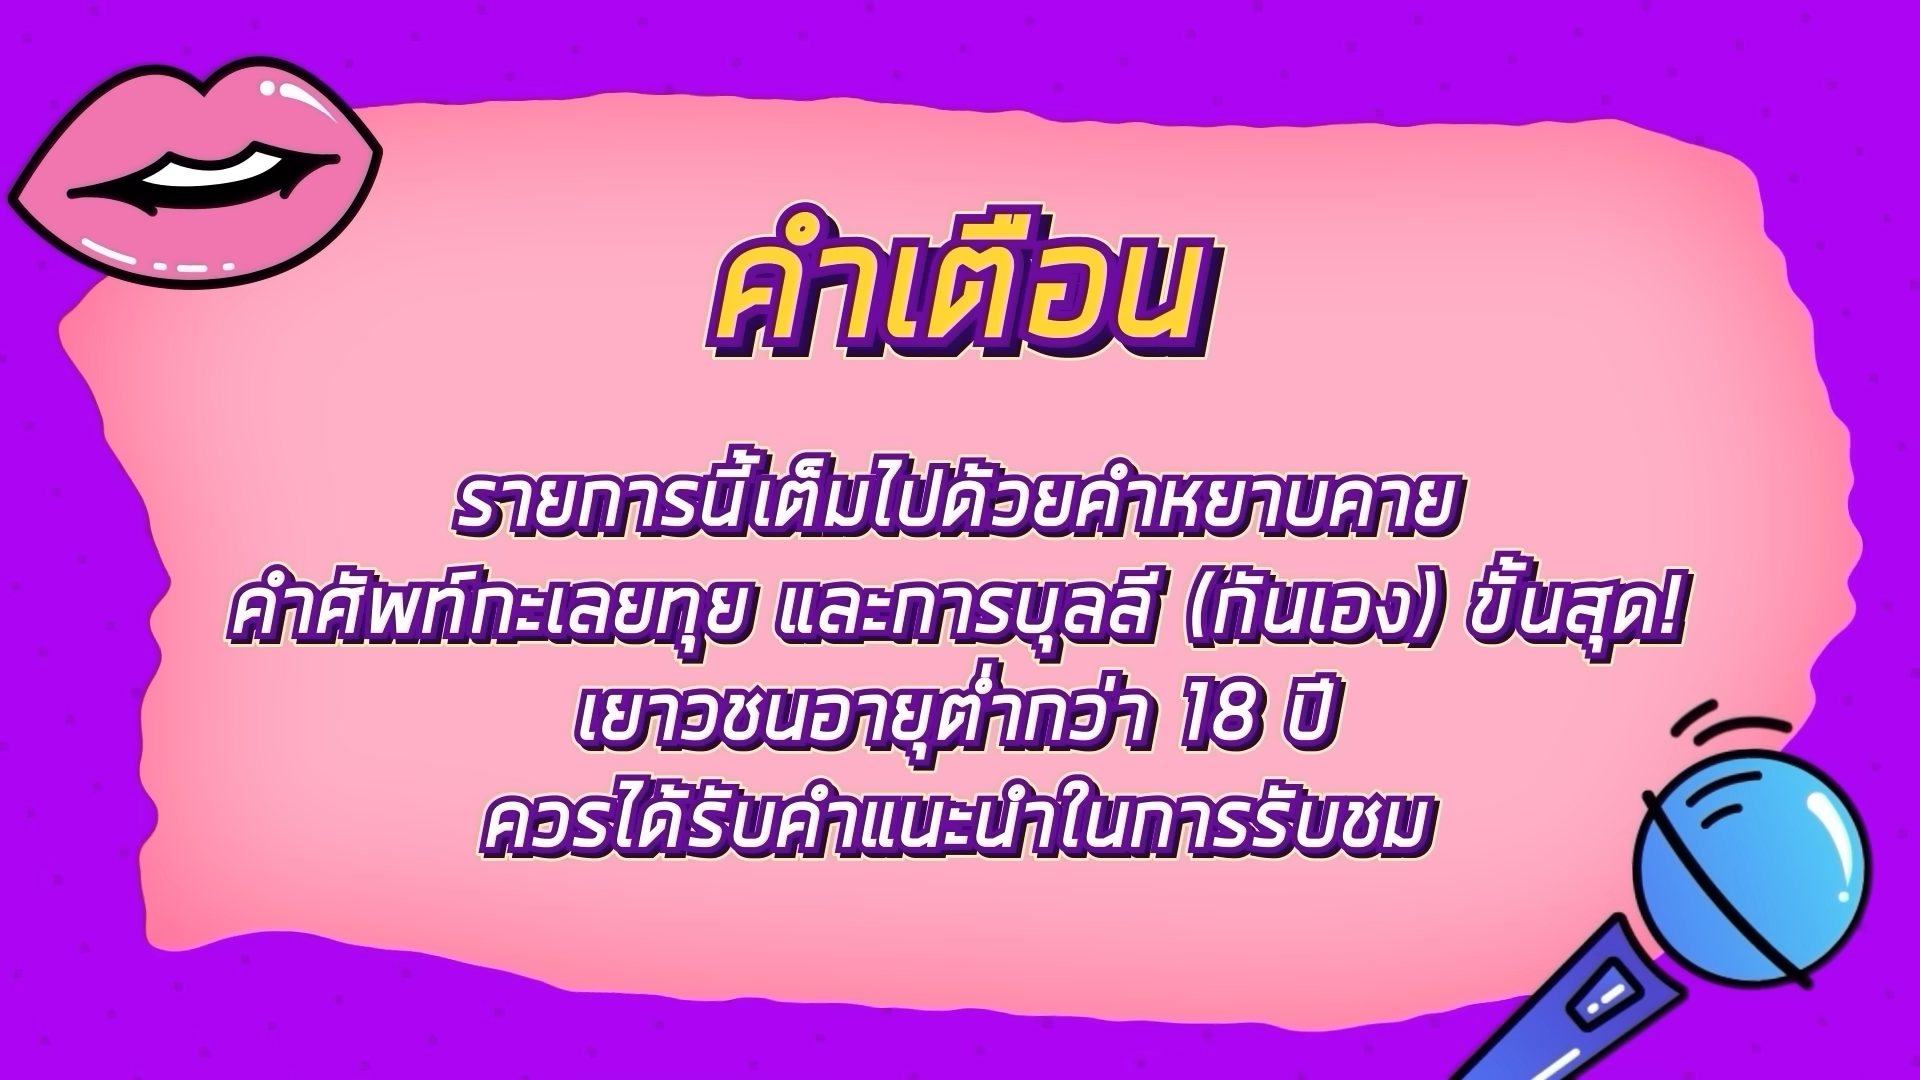 คำเตือน
รายการนี้เต็มไปด้วยคำหยาบคาย
คำศัพท์กะเลยทุย และการบุลลี (กันเอง) ขั้นสุด!
เยาวชนอายุต่ำกว่า 18 ปี
ควรได้รับคำแนะนำในการรับชม